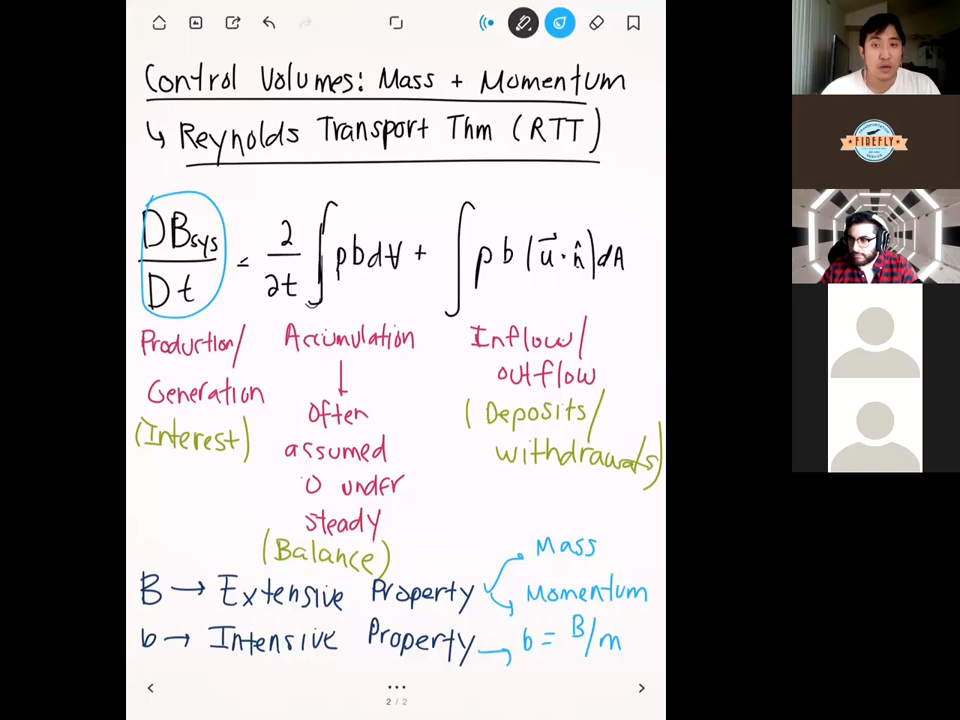 Control Volumes: Mass + Momentum
↳ Reynolds Transport Thm (RTT)
DBsys/Dt = ∂/∂t ∫ρb dV + ∫ρb (u⃗·n̂)dA
Production/
Generation
(Interest)
Accumulation
↓
Often
assumed
0 under
steady
(Balance)
Inflow/
outflow
(Deposits/
withdrawals)
B → Extensive Property
Mass
Momentum
b → Intensive Property → b = B/m
2 / 2
FIREFLY